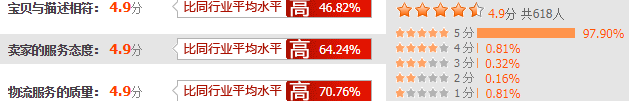 宝贝与描述相符：4.9分 比同行业平均水平 高 46.82%
卖家的服务态度：4.9分 比同行业平均水平 高 64.24%
物流服务的质量：4.9分 比同行业平均水平 高 70.76%
4.9分 共618人
5分 97.90%
4分 0.81%
3分 0.32%
2分 0.16%
1分 0.81%